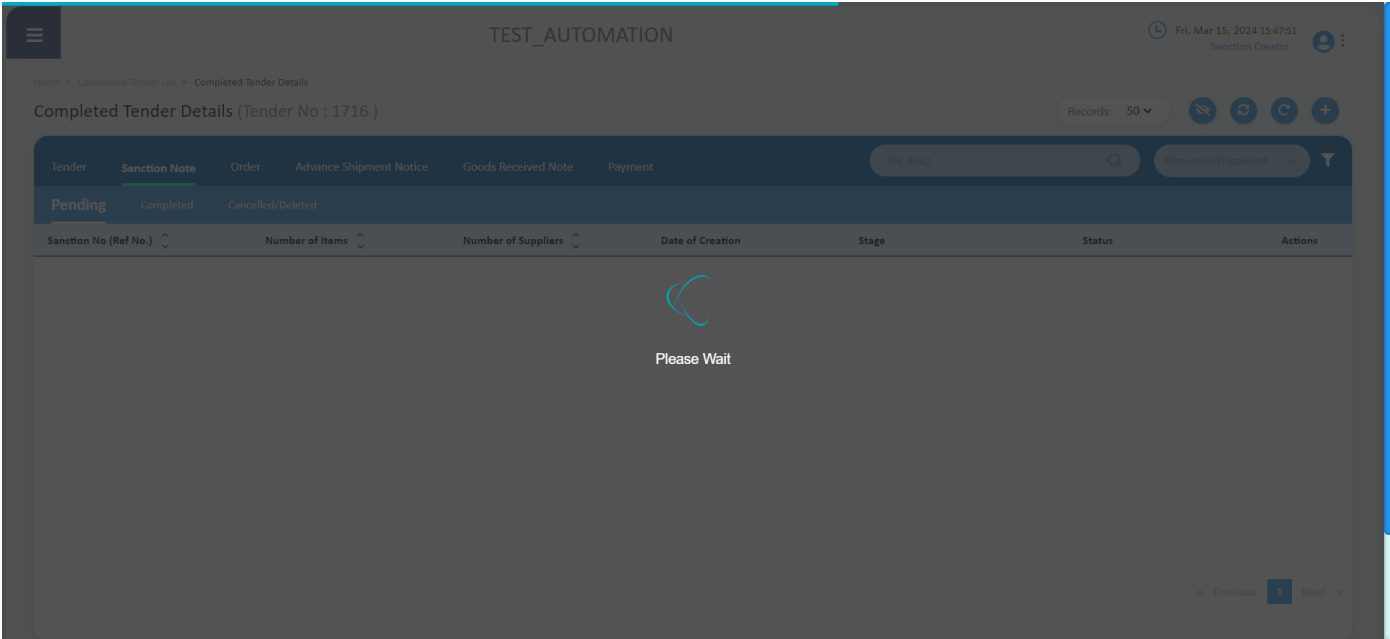 TEST_AUTOMATION
Fri, Mar 15, 2024 15:47:51
Sanction Creator
Home > Completed Tender List > Completed Tender Details
Completed Tender Details (Tender No : 1716 )
Records: 50
Tender Sanction Note Order Advance Shipment Notice Goods Received Note Payment SN_6742 Discussion Happened
Pending Completed Cancelled/Deleted
Sanction No (Ref No.) Number of Items Number of Suppliers Date of Creation Stage Status Actions
Please Wait
« Previous 1 Next »